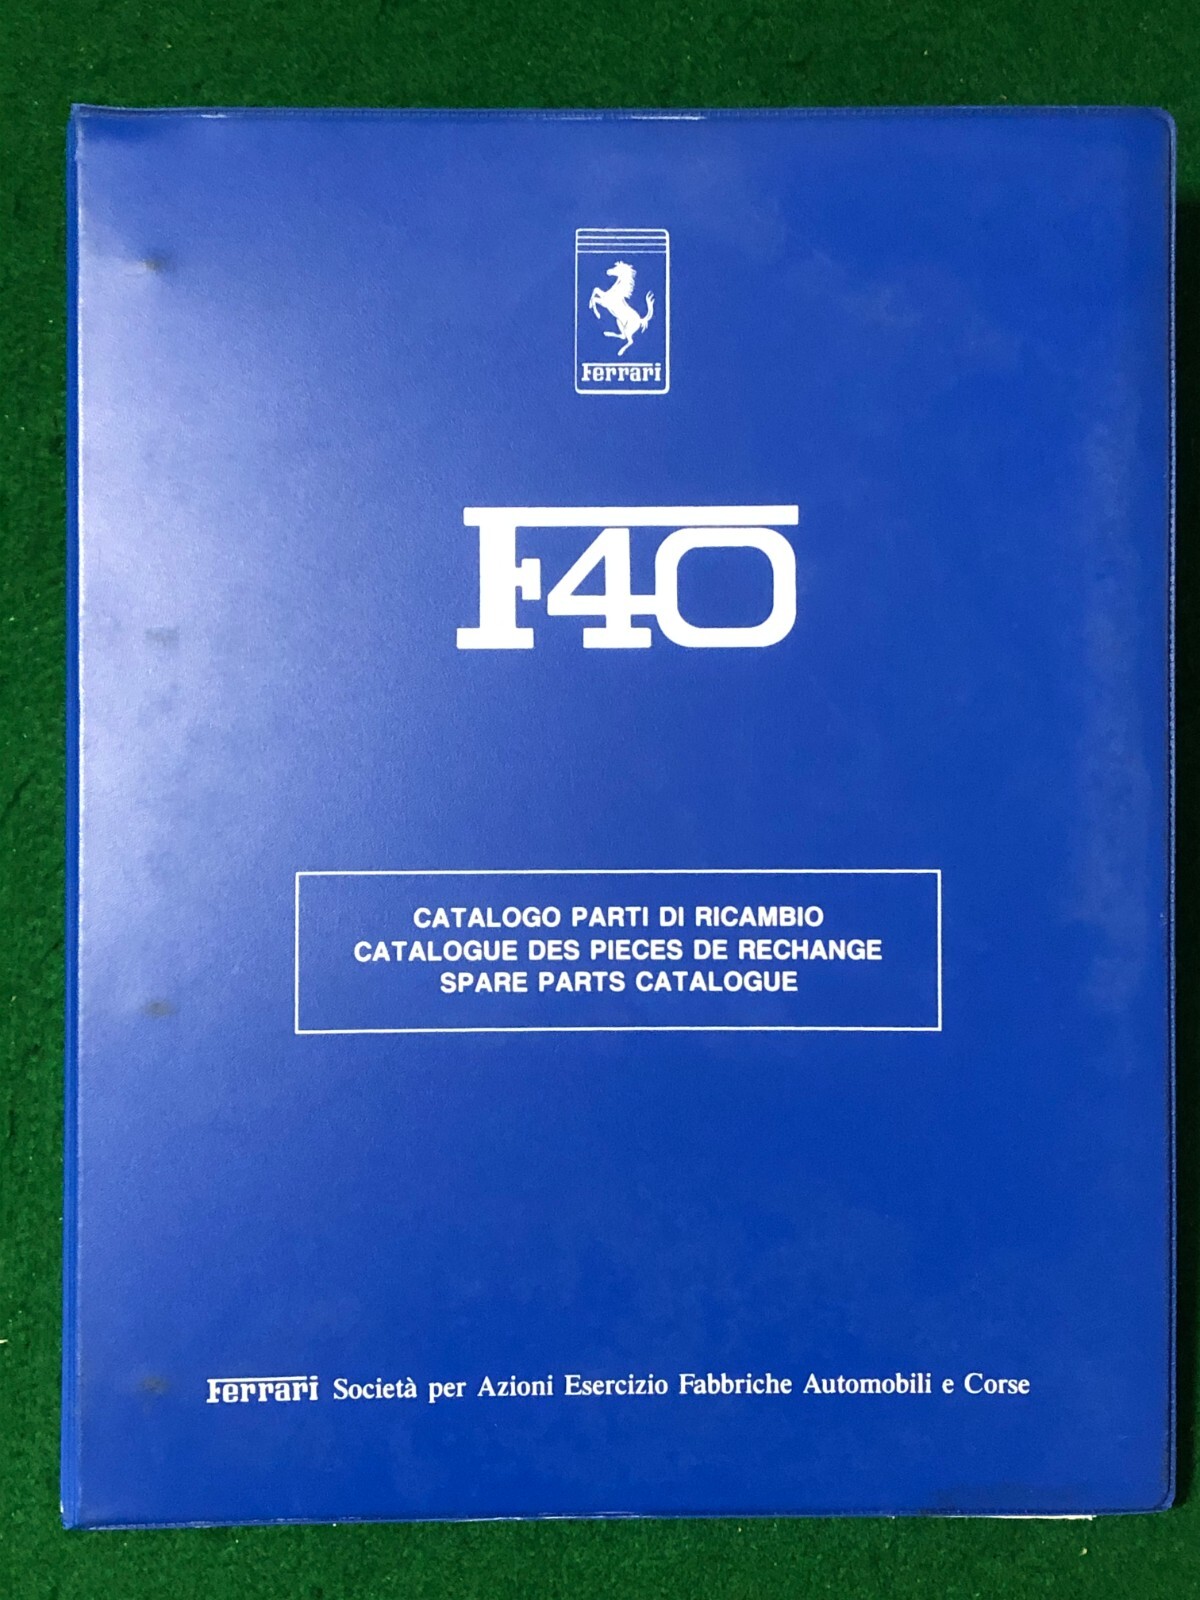 Ferrari
F40
CATALOGO PARTI DI RICAMBIO
CATALOGUE DES PIECES DE RECHANGE
SPARE PARTS CATALOGUE
Ferrari Società per Azioni Esercizio Fabbriche Automobili e Corse